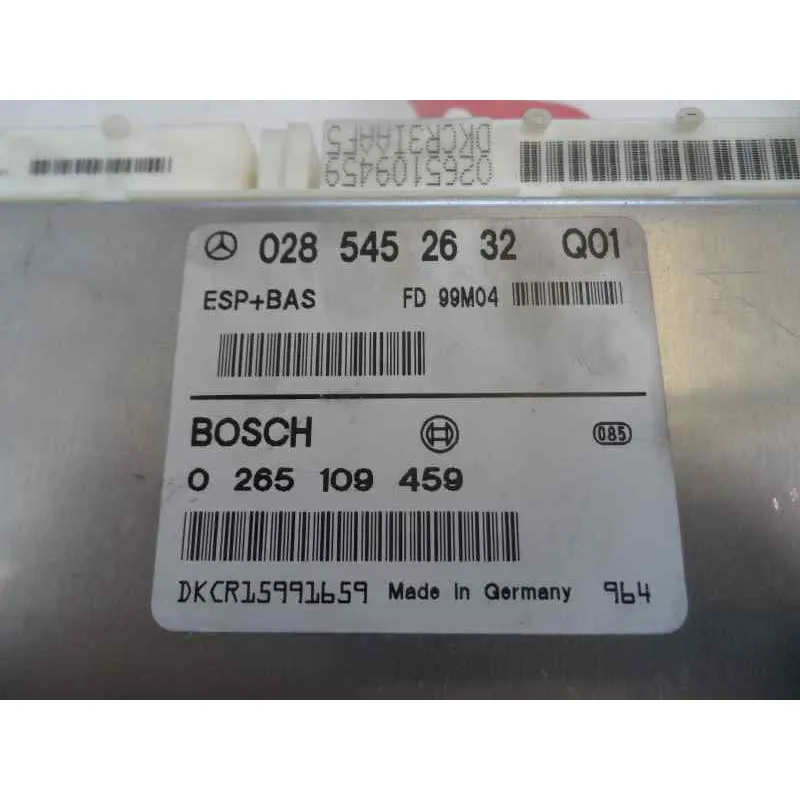 0265109459
DKCR3IAAF5
028 545 26 32 Q01
ESP+BAS FD 99M04
BOSCH 085
0 265 109 459
DKCR15991659 Made in Germany 964